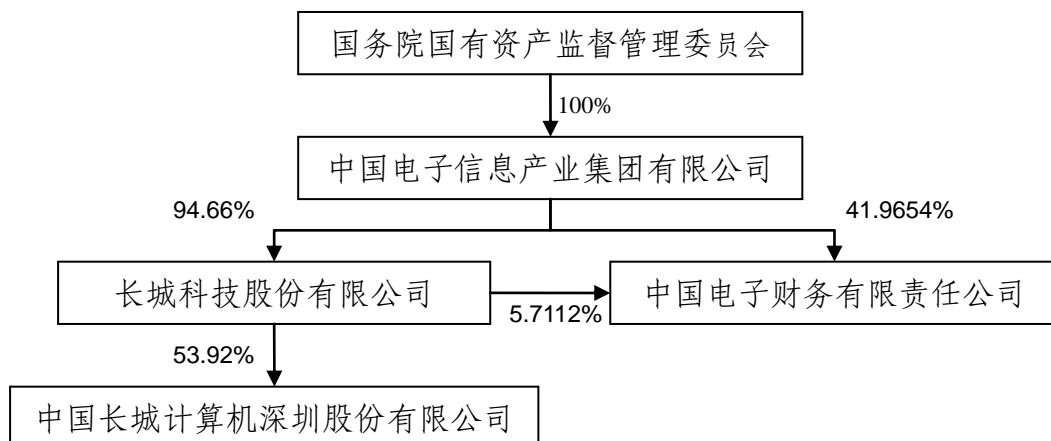 国务院国有资产监督管理委员会
100%
中国电子信息产业集团有限公司
94.66%
41.9654%
长城科技股份有限公司
5.7112%
中国电子财务有限责任公司
53.92%
中国长城计算机深圳股份有限公司